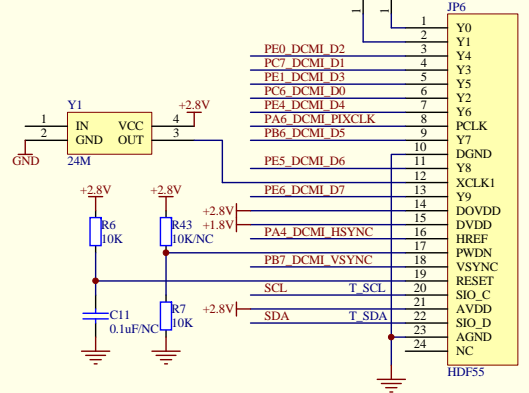 JP6
1 1
1 Y0
2 Y1
PE0_DCMI_D2 3 Y4
PC7_DCMI_D1 4 Y3
PE1_DCMI_D3 5 Y5
PC6_DCMI_D0 6 Y2
PE4_DCMI_D4 7 Y6
PA6_DCMI_PIXCLK 8 PCLK
PB6_DCMI_D5 9 Y7
10 DGND
PE5_DCMI_D6 11 Y8
12 XCLK1
PE6_DCMI_D7 13 Y9
+2.8V 14 DOVDD
+1.8V 15 DVDD
PA4_DCMI_HSYNC 16 HREF
17 PWDN
PB7_DCMI_VSYNC 18 VSYNC
19 RESET
SCL T_SCL 20 SIO_C
+2.8V 21 AVDD
SDA T_SDA 22 SIO_D
23 AGND
24 NC
HDF55
Y1
+2.8V
1 IN VCC 4
2 GND OUT 3
GND
24M
+2.8V +2.8V
R6 R43
10K 10K/NC
C11 R7
0.1uF/NC 10K